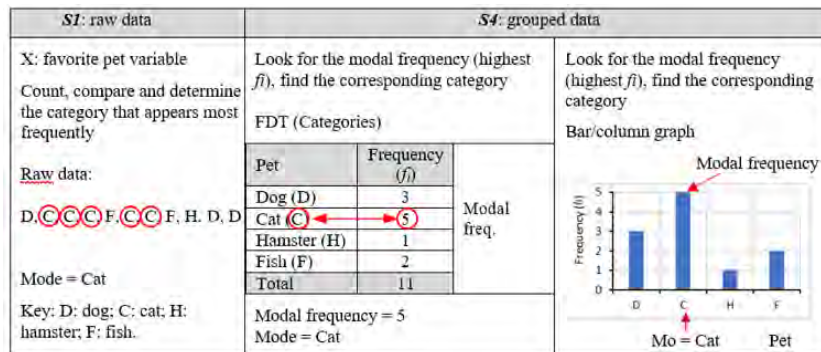 S1: raw data
S4: grouped data
X: favorite pet variable
Count, compare and determine
the category that appears most
frequently
Raw data:
D, C C C F, C C F, H. D, D
Mode = Cat
Key: D: dog; C: cat; H:
hamster; F: fish.
Look for the modal frequency (highest
fi), find the corresponding category
FDT (Categories)
Pet Frequency
(fi)
Dog (D) 3
Cat (C) 5
Hamster (H) 1
Fish (F) 2
Total 11
Modal
freq.
Modal frequency = 5
Mode = Cat
Look for the modal frequency
(highest fi), find the corresponding
category
Bar/column graph
Modal frequency
Frequency (fi)
5
4
3
2
1
0
D C H F
Mo = Cat Pet